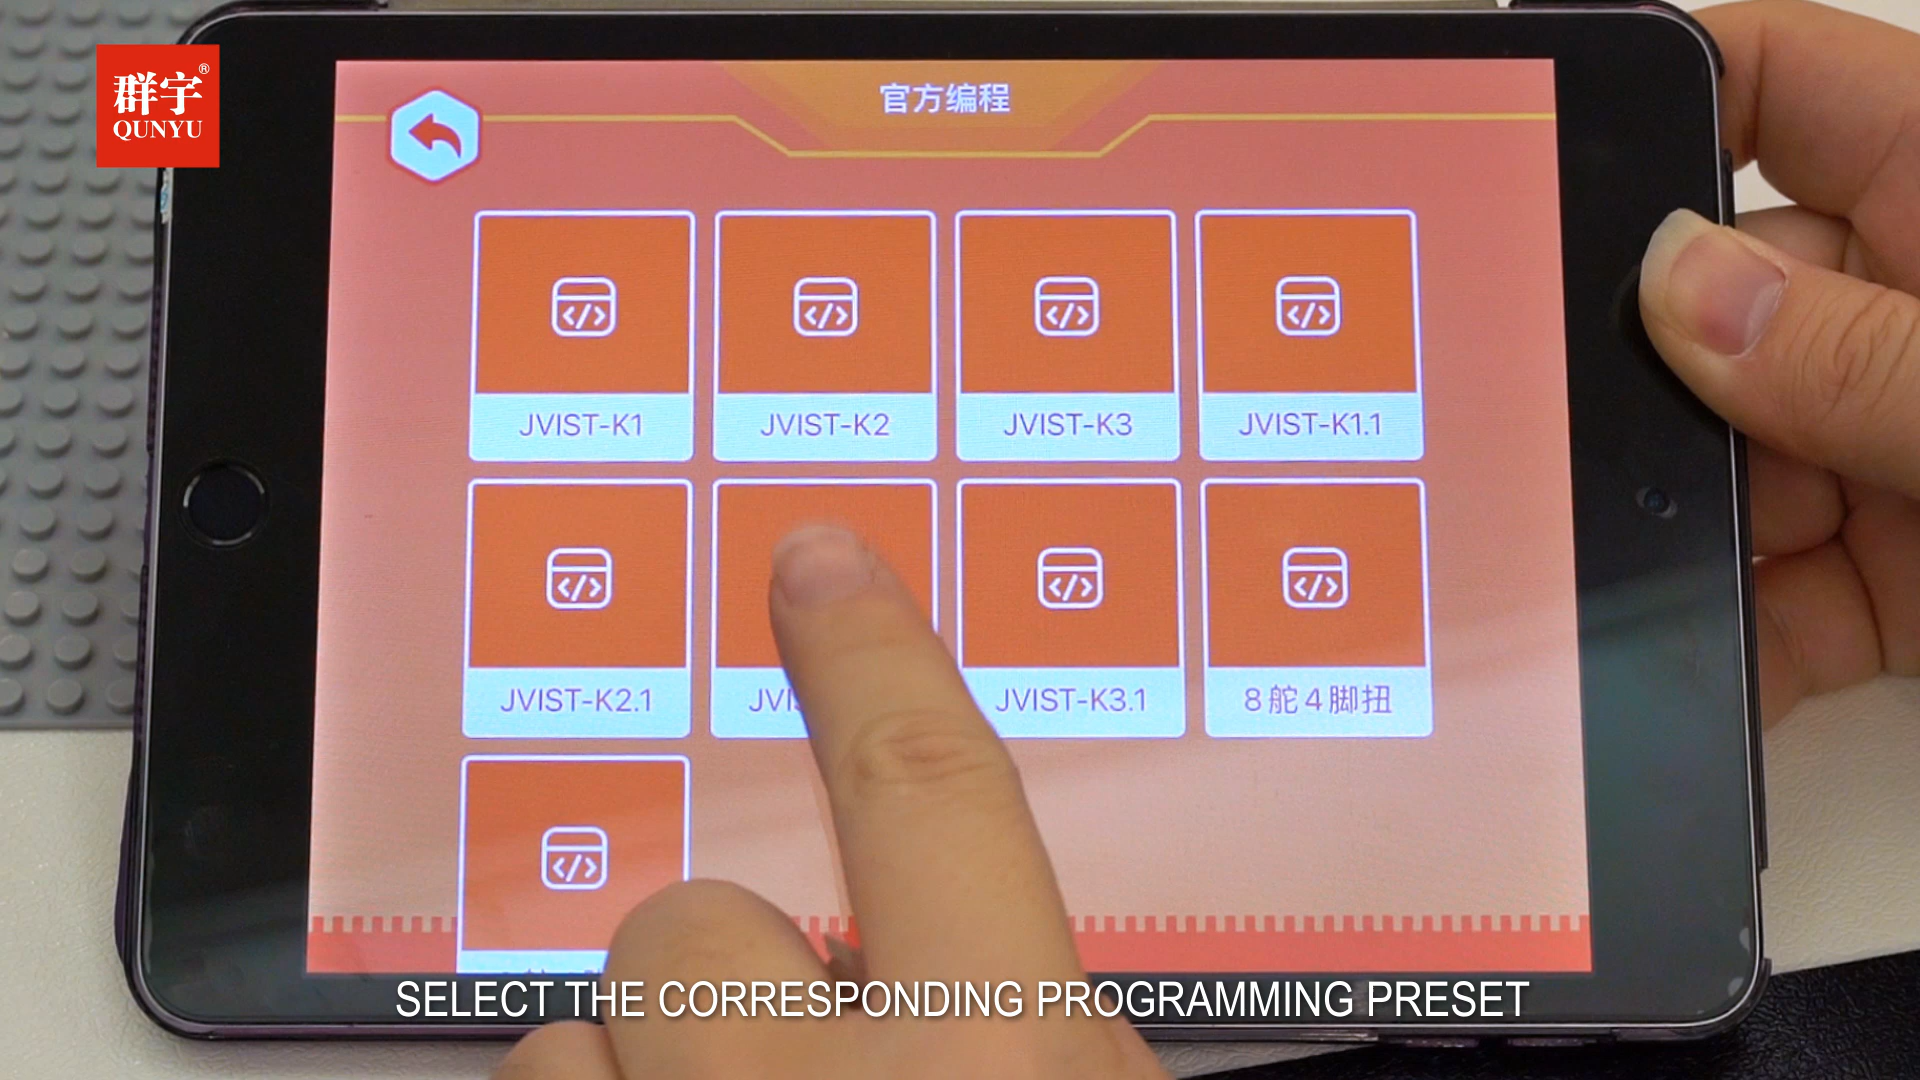 群宇®
QUNYU
官方编程
JVIST-K1
JVIST-K2
JVIST-K3
JVIST-K1.1
JVIST-K2.1
JVIST-K3.1
8舵4脚扭
SELECT THE CORRESPONDING PROGRAMMING PRESET